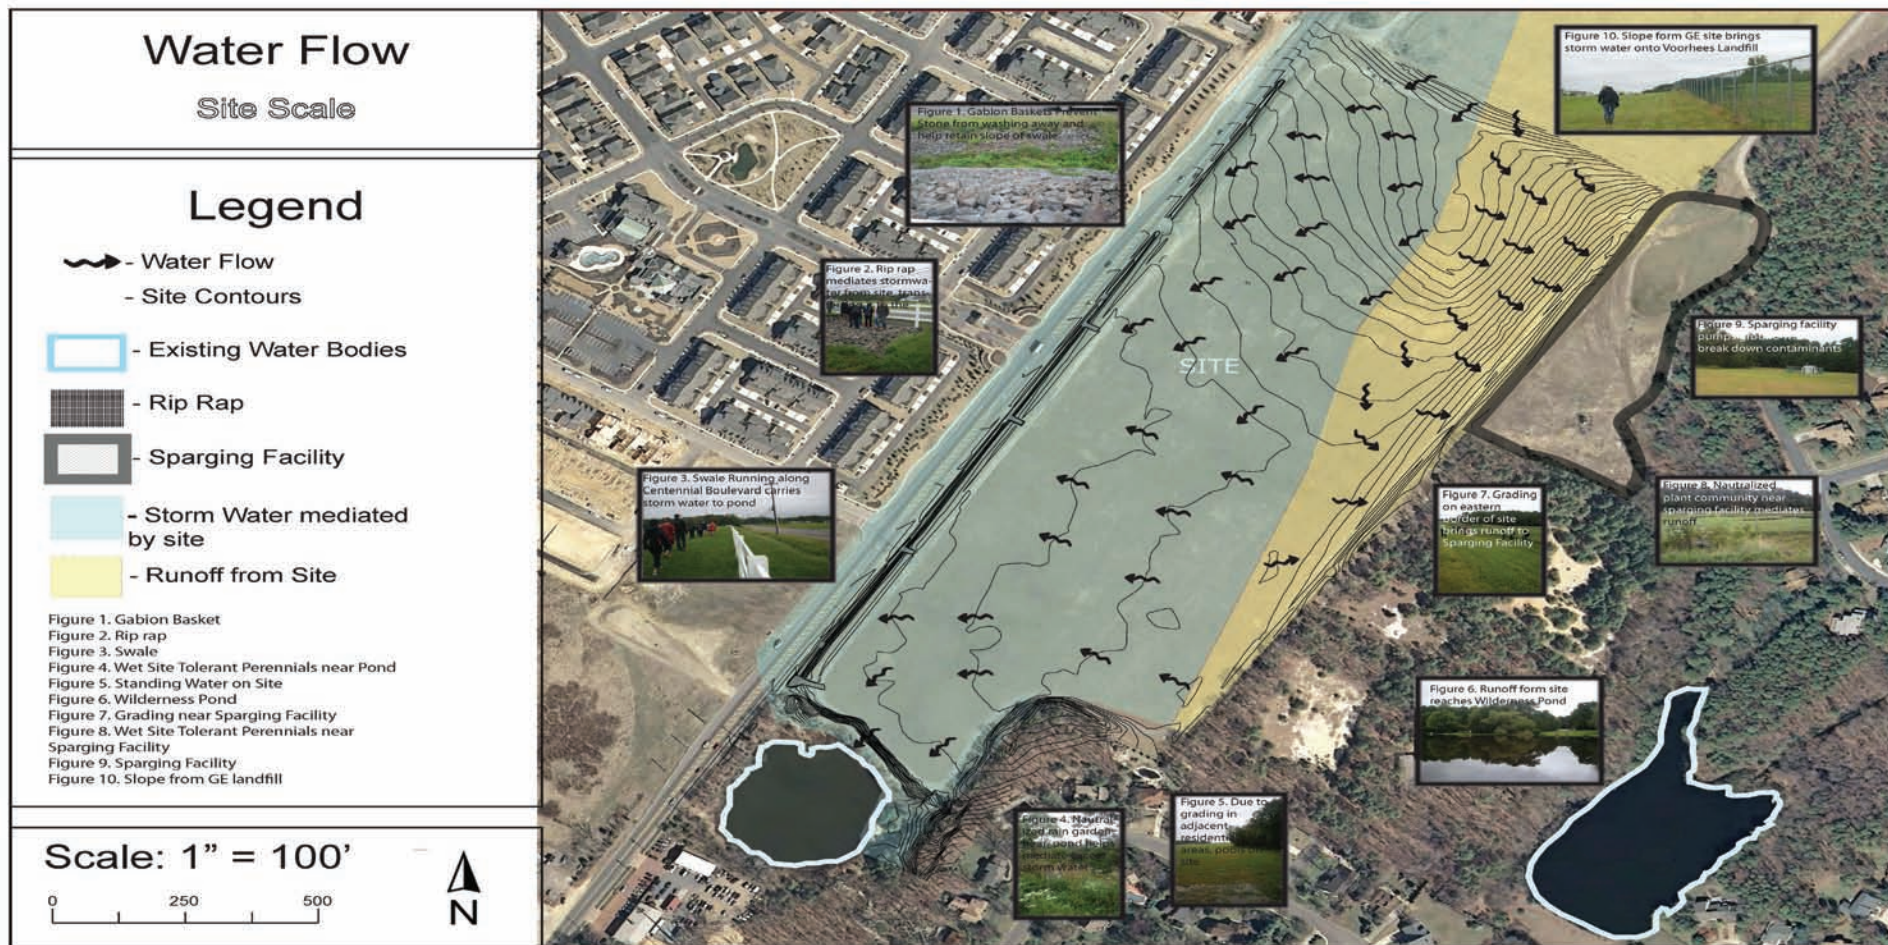 Water Flow
Site Scale
Legend
- Water Flow
- Site Contours
- Existing Water Bodies
- Rip Rap
- Sparging Facility
- Storm Water mediated
by site
- Runoff from Site
Figure 1. Gabion Basket
Figure 2. Rip rap
Figure 3. Swale
Figure 4. Wet Site Tolerant Perennials near Pond
Figure 5. Standing Water on Site
Figure 6. Wilderness Pond
Figure 7. Grading near Sparging Facility
Figure 8. Wet Site Tolerant Perennials near
Sparging Facility
Figure 9. Sparging Facility
Figure 10. Slope from GE landfill
Scale: 1” = 100’
0 250 500
N
Figure 1. Gabion Baskets Prevent
Stone from washing away and
help retain slope of swale
Figure 2. Rip rap
mediates stormwa-
ter from site, trans-
the
Figure 3. Swale Running along
Centennial Boulevard carries
storm water to pond
SITE
Figure 10. Slope form GE site brings
storm water onto Voorhees Landfill
Figure 9. Sparging facility
pumps
break down contaminants
Figure 8. Nautralized
plant community near
sparging facility mediates
runoff
Figure 7. Grading
on eastern
border of site
brings runoff to
Sparging Facility
Figure 6. Runoff form site
reaches Wilderness Pond
Figure 4. Nautral-
ized rain garden
near pond helps
storm water
Figure 5. Due to
grading in
adjacent
areas,
site